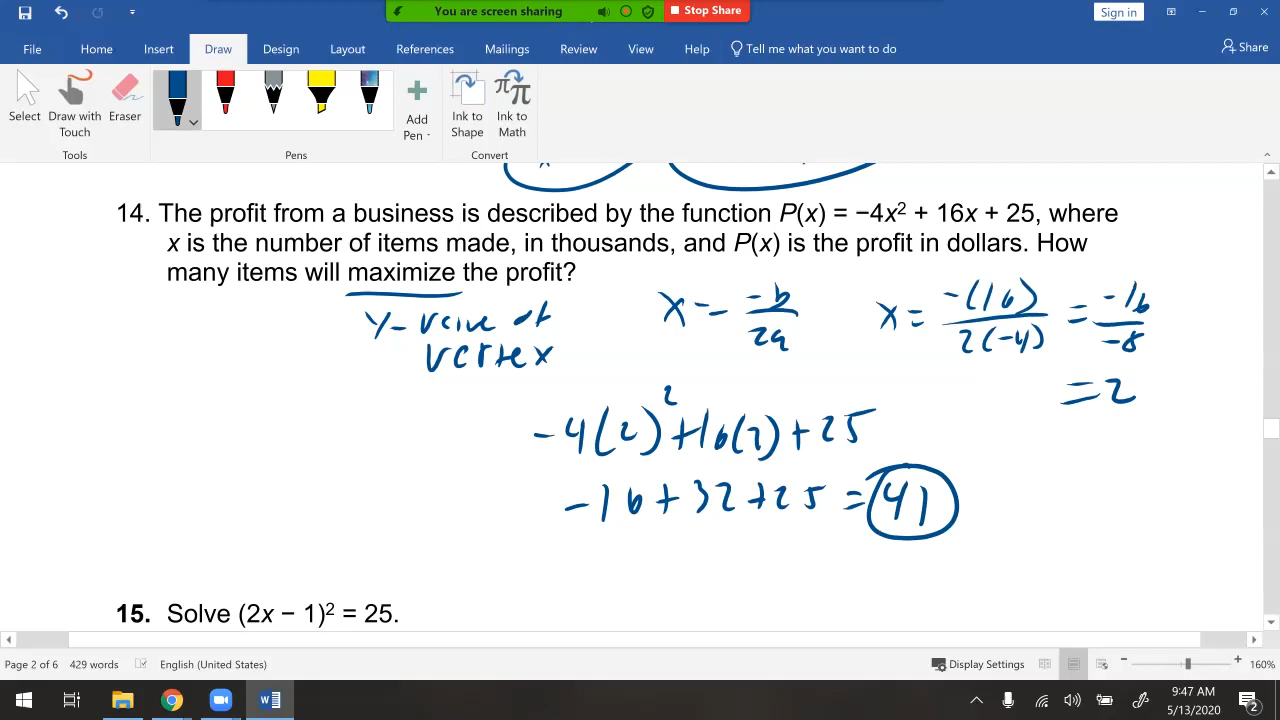 You are screen sharing
Stop Share
Sign in
File Home Insert Draw Design Layout References Mailings Review View Help Tell me what you want to do Share
Select Draw with Touch Eraser Add Pen Ink to Shape Ink to Math
Tools Pens Convert
14. The profit from a business is described by the function P(x) = −4x² + 16x + 25, where
x is the number of items made, in thousands, and P(x) is the profit in dollars. How
many items will maximize the profit?
y-value of
vertex
x = -b/2a
x = -(16)/2(-4) = -16/-8
= 2
-4(2)² + 16(2) + 25
-16 + 32 + 25 = 41
15. Solve (2x − 1)² = 25.
Page 2 of 6 429 words English (United States) Display Settings 160%
9:47 AM
5/13/2020
2